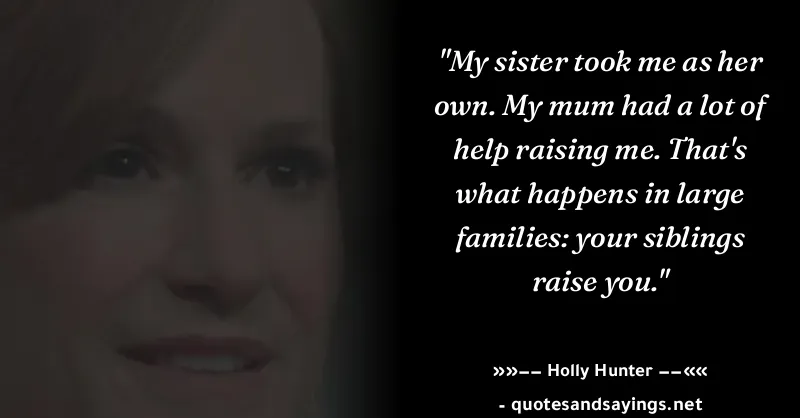 "My sister took me as her
own. My mum had a lot of
help raising me. That's
what happens in large
families: your siblings
raise you."
»»−− Holly Hunter −−««
- quotesandsayings.net